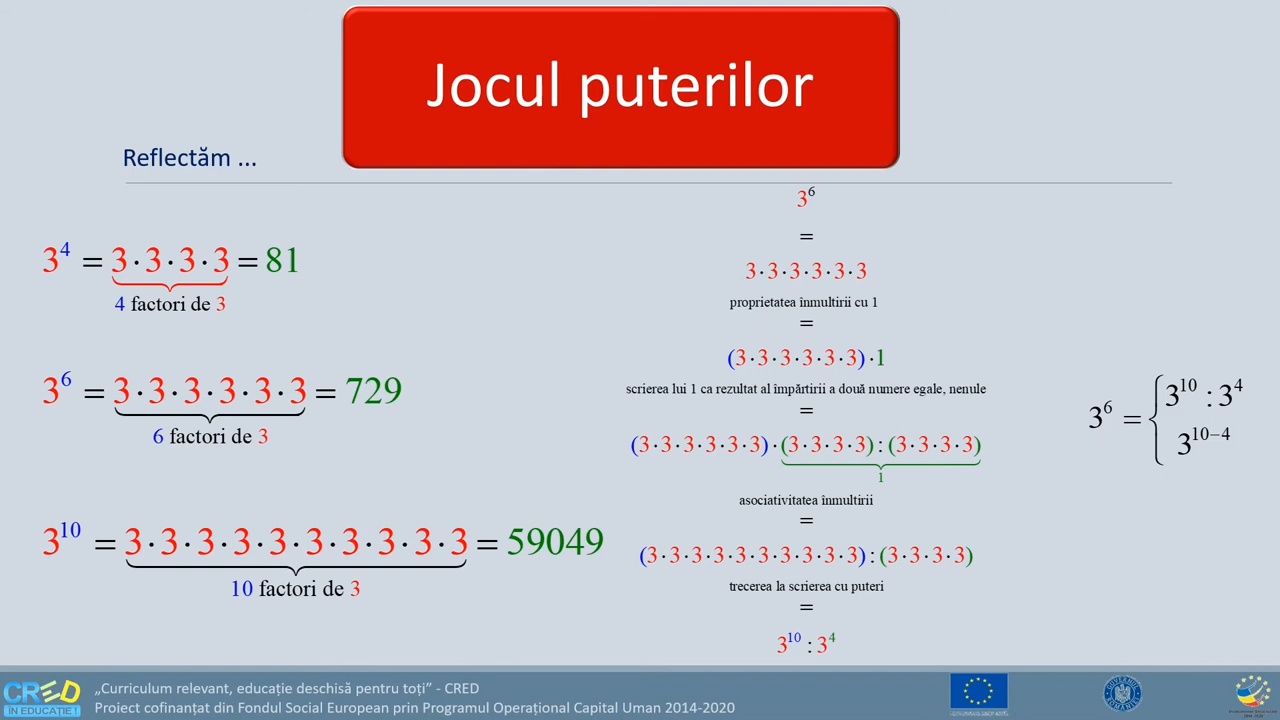 Jocul puterilor
Reflectăm ...
3⁴ = 3·3·3·3 = 81
4 factori de 3
3⁶ = 3·3·3·3·3·3 = 729
6 factori de 3
3¹⁰ = 3·3·3·3·3·3·3·3·3·3 = 59049
10 factori de 3
3⁶
=
3·3·3·3·3·3
proprietatea înmultirii cu 1
=
(3·3·3·3·3·3)·1
scrierea lui 1 ca rezultat al împărtirii a două numere egale, nenule
=
(3·3·3·3·3·3)·(3·3·3·3):(3·3·3·3)
1
asociativitatea înmultirii
=
(3·3·3·3·3·3·3·3·3·3):(3·3·3·3)
trecerea la scrierea cu puteri
=
3¹⁰ : 3⁴
3⁶ = { 3¹⁰ : 3⁴
3¹⁰⁻⁴
CRED
ÎN EDUCAȚIE !
„Curriculum relevant, educație deschisă pentru toți” - CRED
Proiect cofinanțat din Fondul Social European prin Programul Operațional Capital Uman 2014-2020